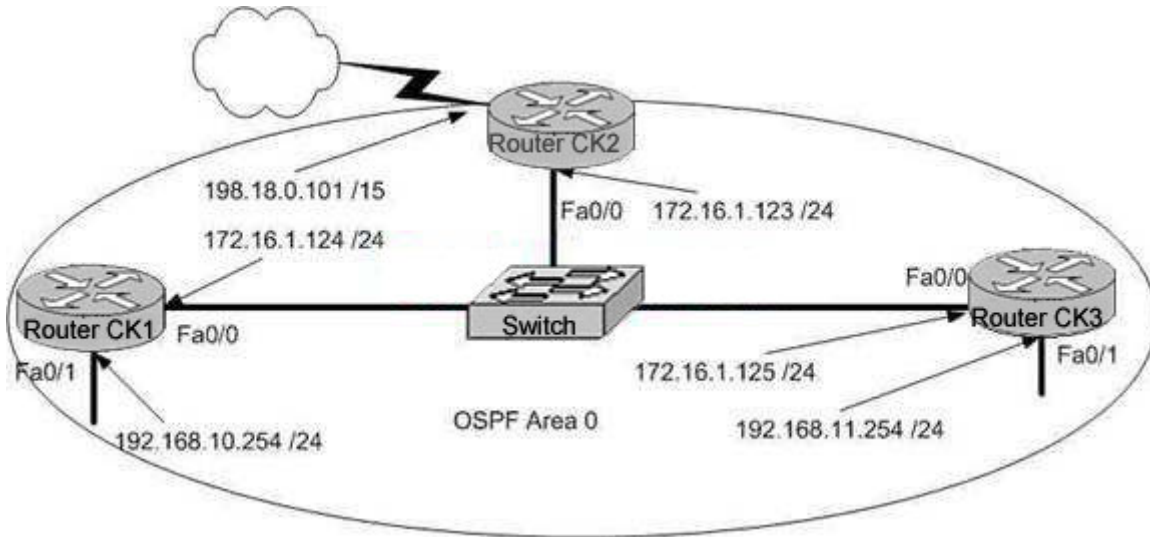 Router CK2
198.18.0.101 /15
Fa0/0
172.16.1.123 /24
172.16.1.124 /24
Fa0/0
Router CK1
Fa0/0
Switch
Router CK3
Fa0/1
172.16.1.125 /24
Fa0/1
192.168.10.254 /24
OSPF Area 0
192.168.11.254 /24